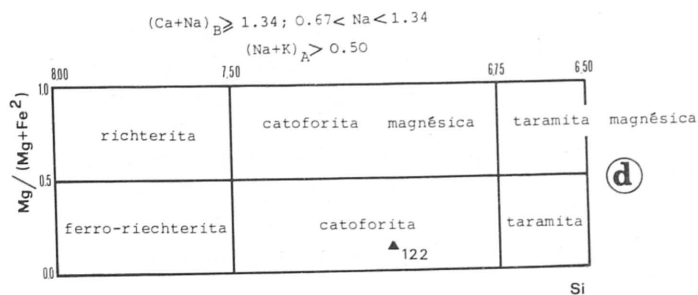 (Ca+Na)B⩾ 1.34; 0.67< Na<1.34
(Na+K)A> 0.50
8.00 7,50 6,75 6,50
1.0
richterita catoforita magnésica taramita magnésica
Mg/(Mg+Fe²)
0.5
d
ferro-riechterita catoforita taramita
▲122
0.0
Si